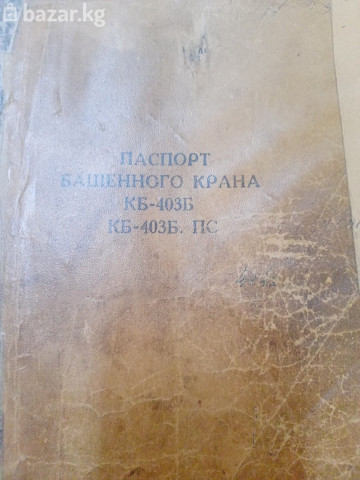 bazar.kg
ПАСПОРТ
БАШЕННОГО КРАНА
КБ-403Б
КБ-403Б. ПС